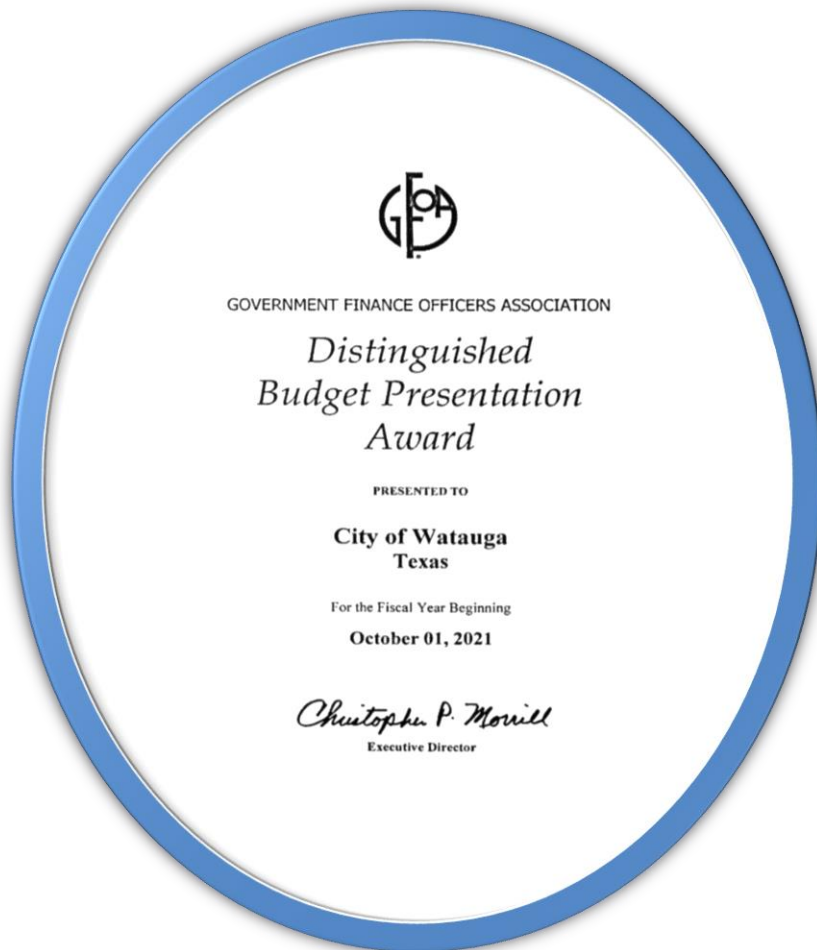 GFOA
GOVERNMENT FINANCE OFFICERS ASSOCIATION
Distinguished
Budget Presentation
Award
PRESENTED TO
City of Watauga
Texas
For the Fiscal Year Beginning
October 01, 2021
Christopher P. Morrill
Executive Director